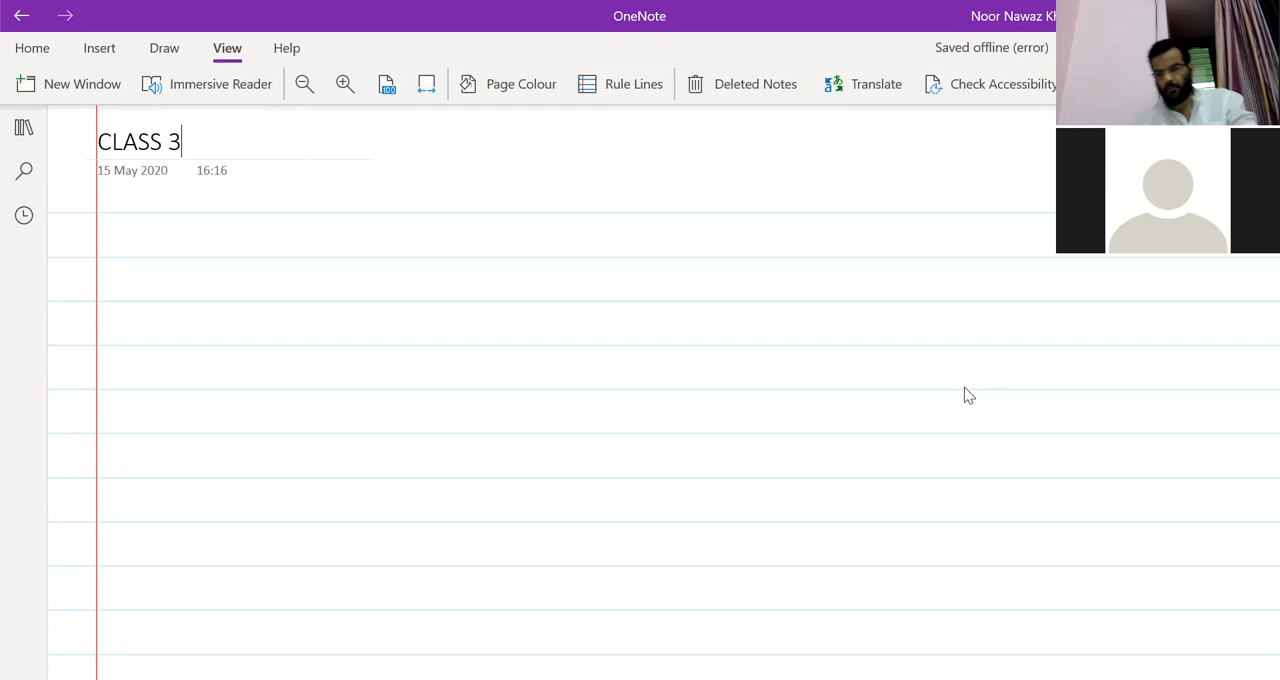 OneNote
Noor Nawaz Kh
Home Insert Draw View Help
Saved offline (error)
New Window Immersive Reader 100 Page Colour Rule Lines Deleted Notes Translate Check Accessibility
CLASS 3
15 May 2020 16:16